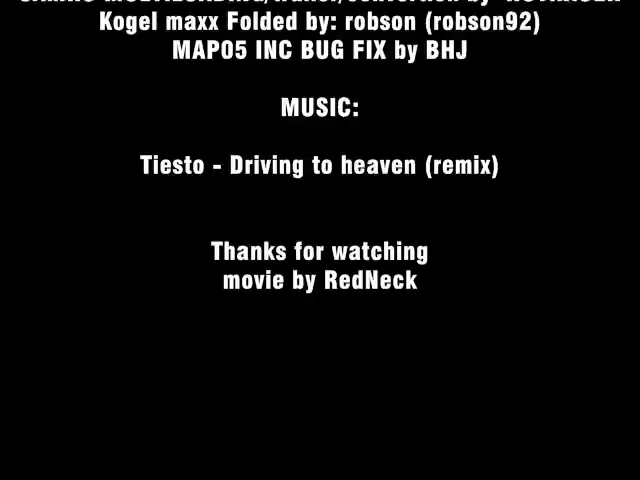 Kogel maxx Folded by: robson (robson92)
MAP05 INC BUG FIX by BHJ
MUSIC:
Tiesto - Driving to heaven (remix)
Thanks for watching
movie by RedNeck